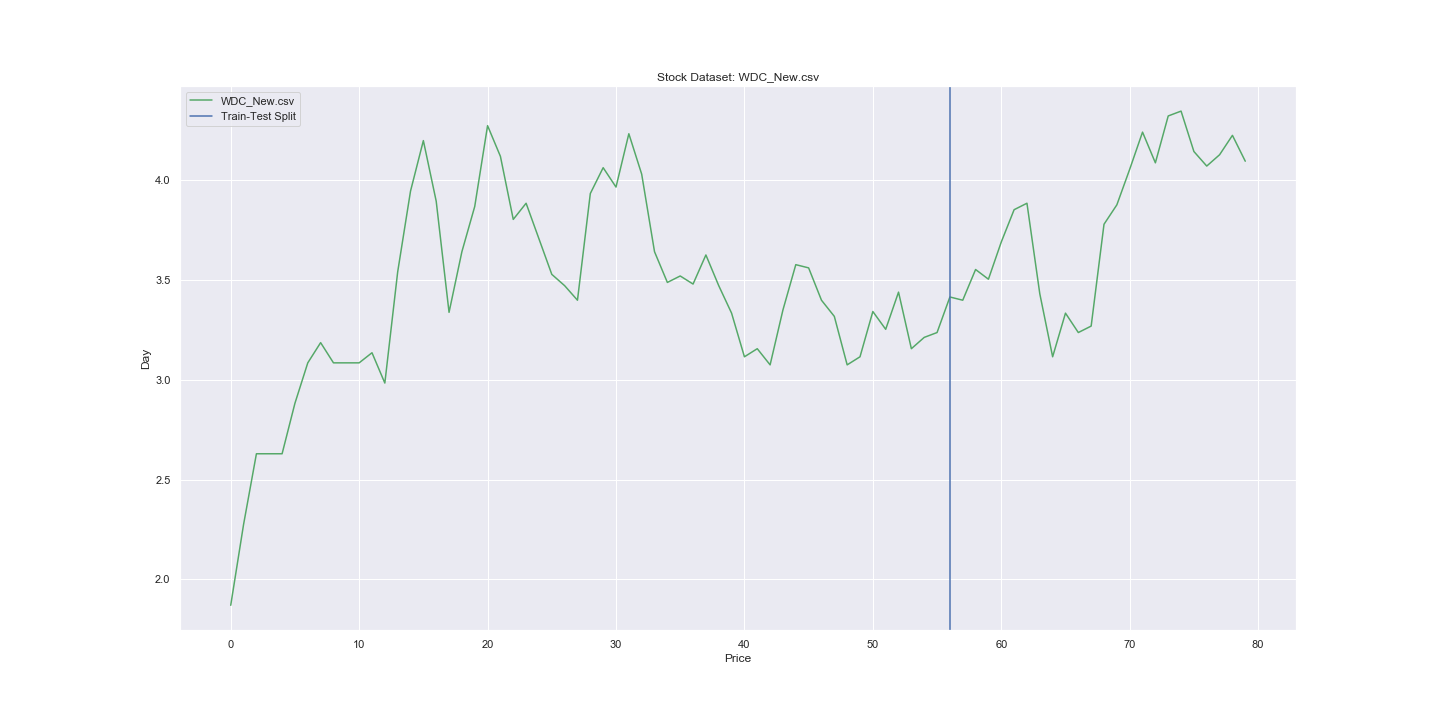 Stock Dataset: WDC_New.csv
WDC_New.csv
Train-Test Split
4.0
3.5
3.0
2.5
2.0
Day
0 10 20 30 40 50 60 70 80
Price